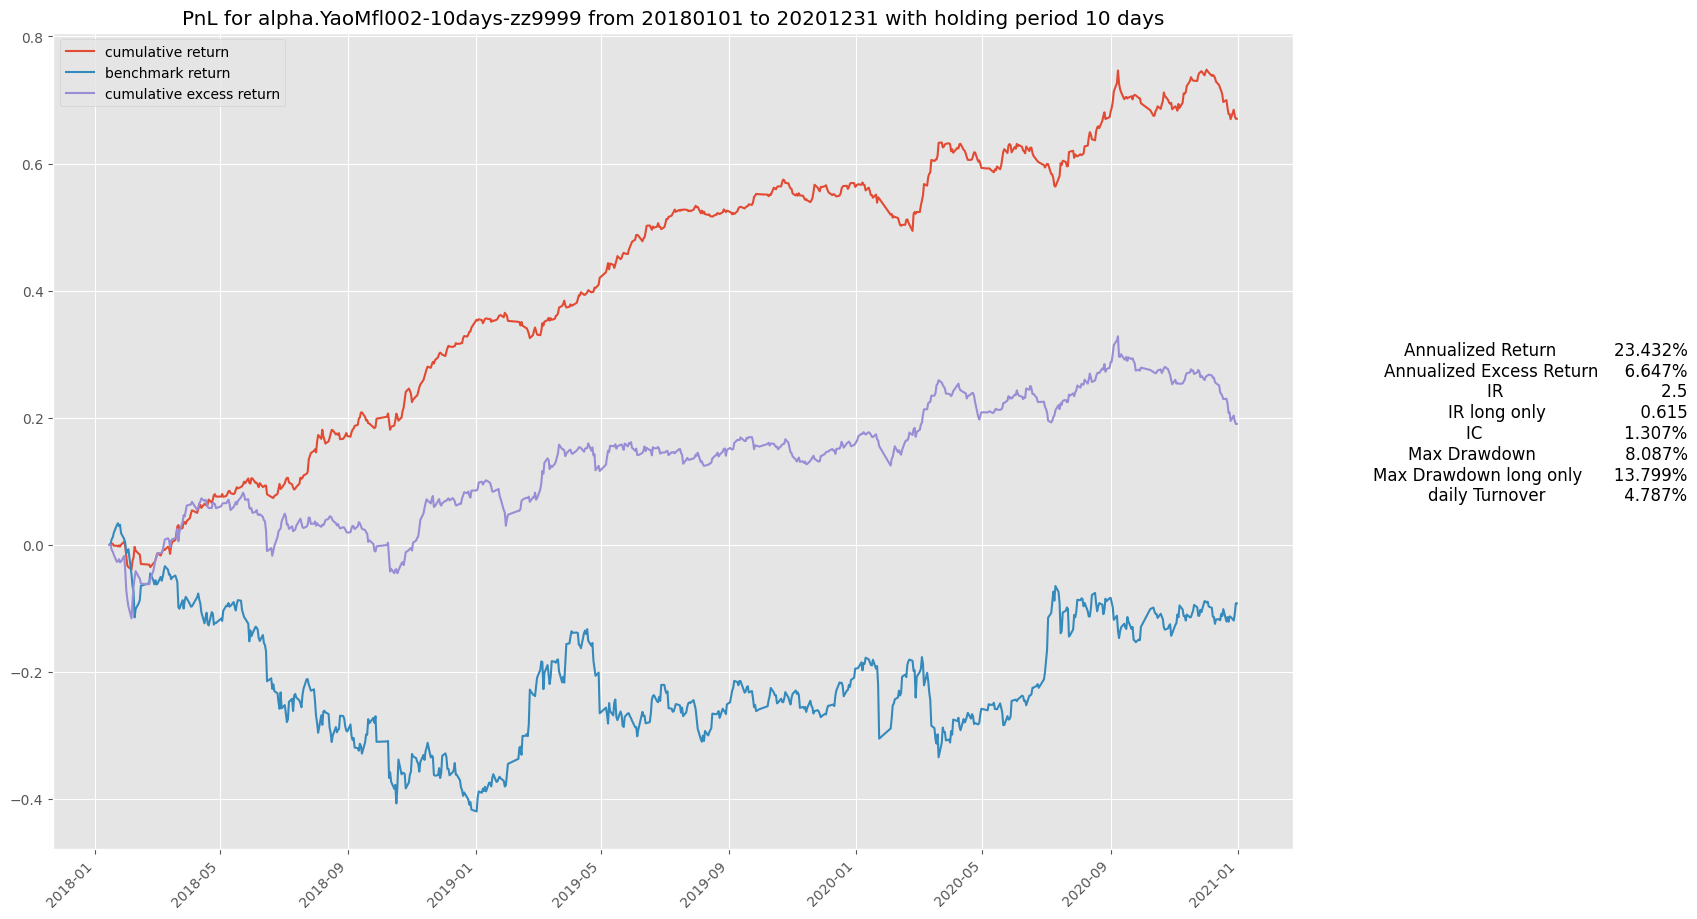 PnL for alpha.YaoMfl002-10days-zz9999 from 20180101 to 20201231 with holding period 10 days
cumulative return
benchmark return
cumulative excess return
0.8
0.6
0.4
0.2
0.0
−0.2
−0.4
2018-01
2018-05
2018-09
2019-01
2019-05
2019-09
2020-01
2020-05
2020-09
2021-01
Annualized Return 23.432%
Annualized Excess Return 6.647%
IR 2.5
IR long only 0.615
IC 1.307%
Max Drawdown 8.087%
Max Drawdown long only 13.799%
daily Turnover 4.787%